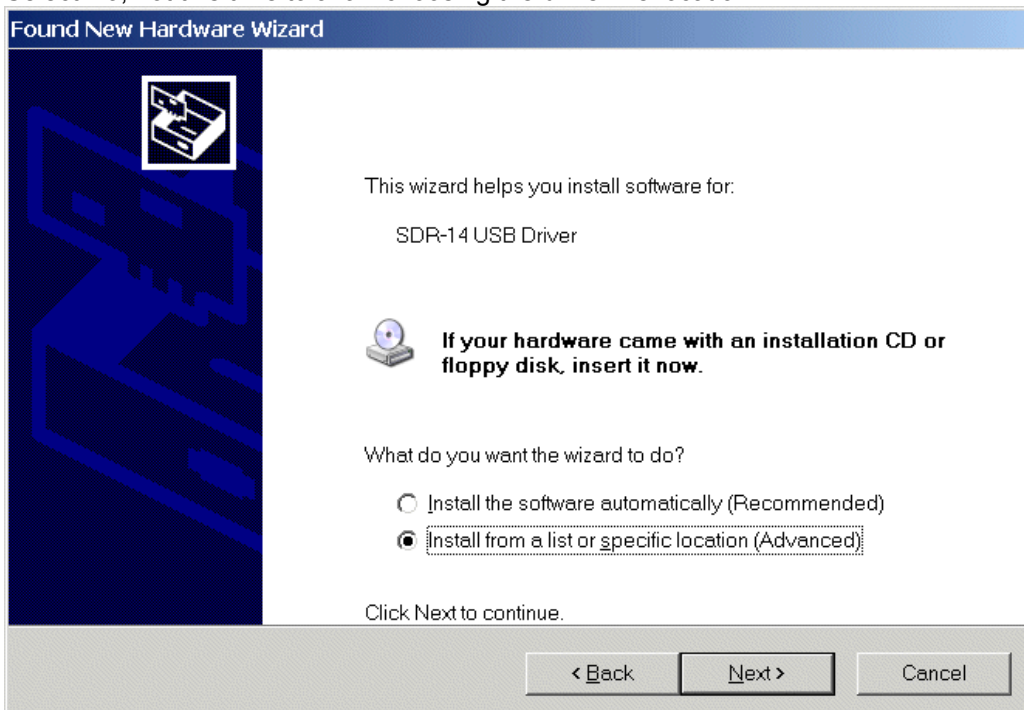 Found New Hardware Wizard
This wizard helps you install software for:
SDR-14 USB Driver
If your hardware came with an installation CD or
floppy disk, insert it now.
What do you want the wizard to do?
Install the software automatically (Recommended)
Install from a list or specific location (Advanced)
Click Next to continue.
< Back
Next >
Cancel